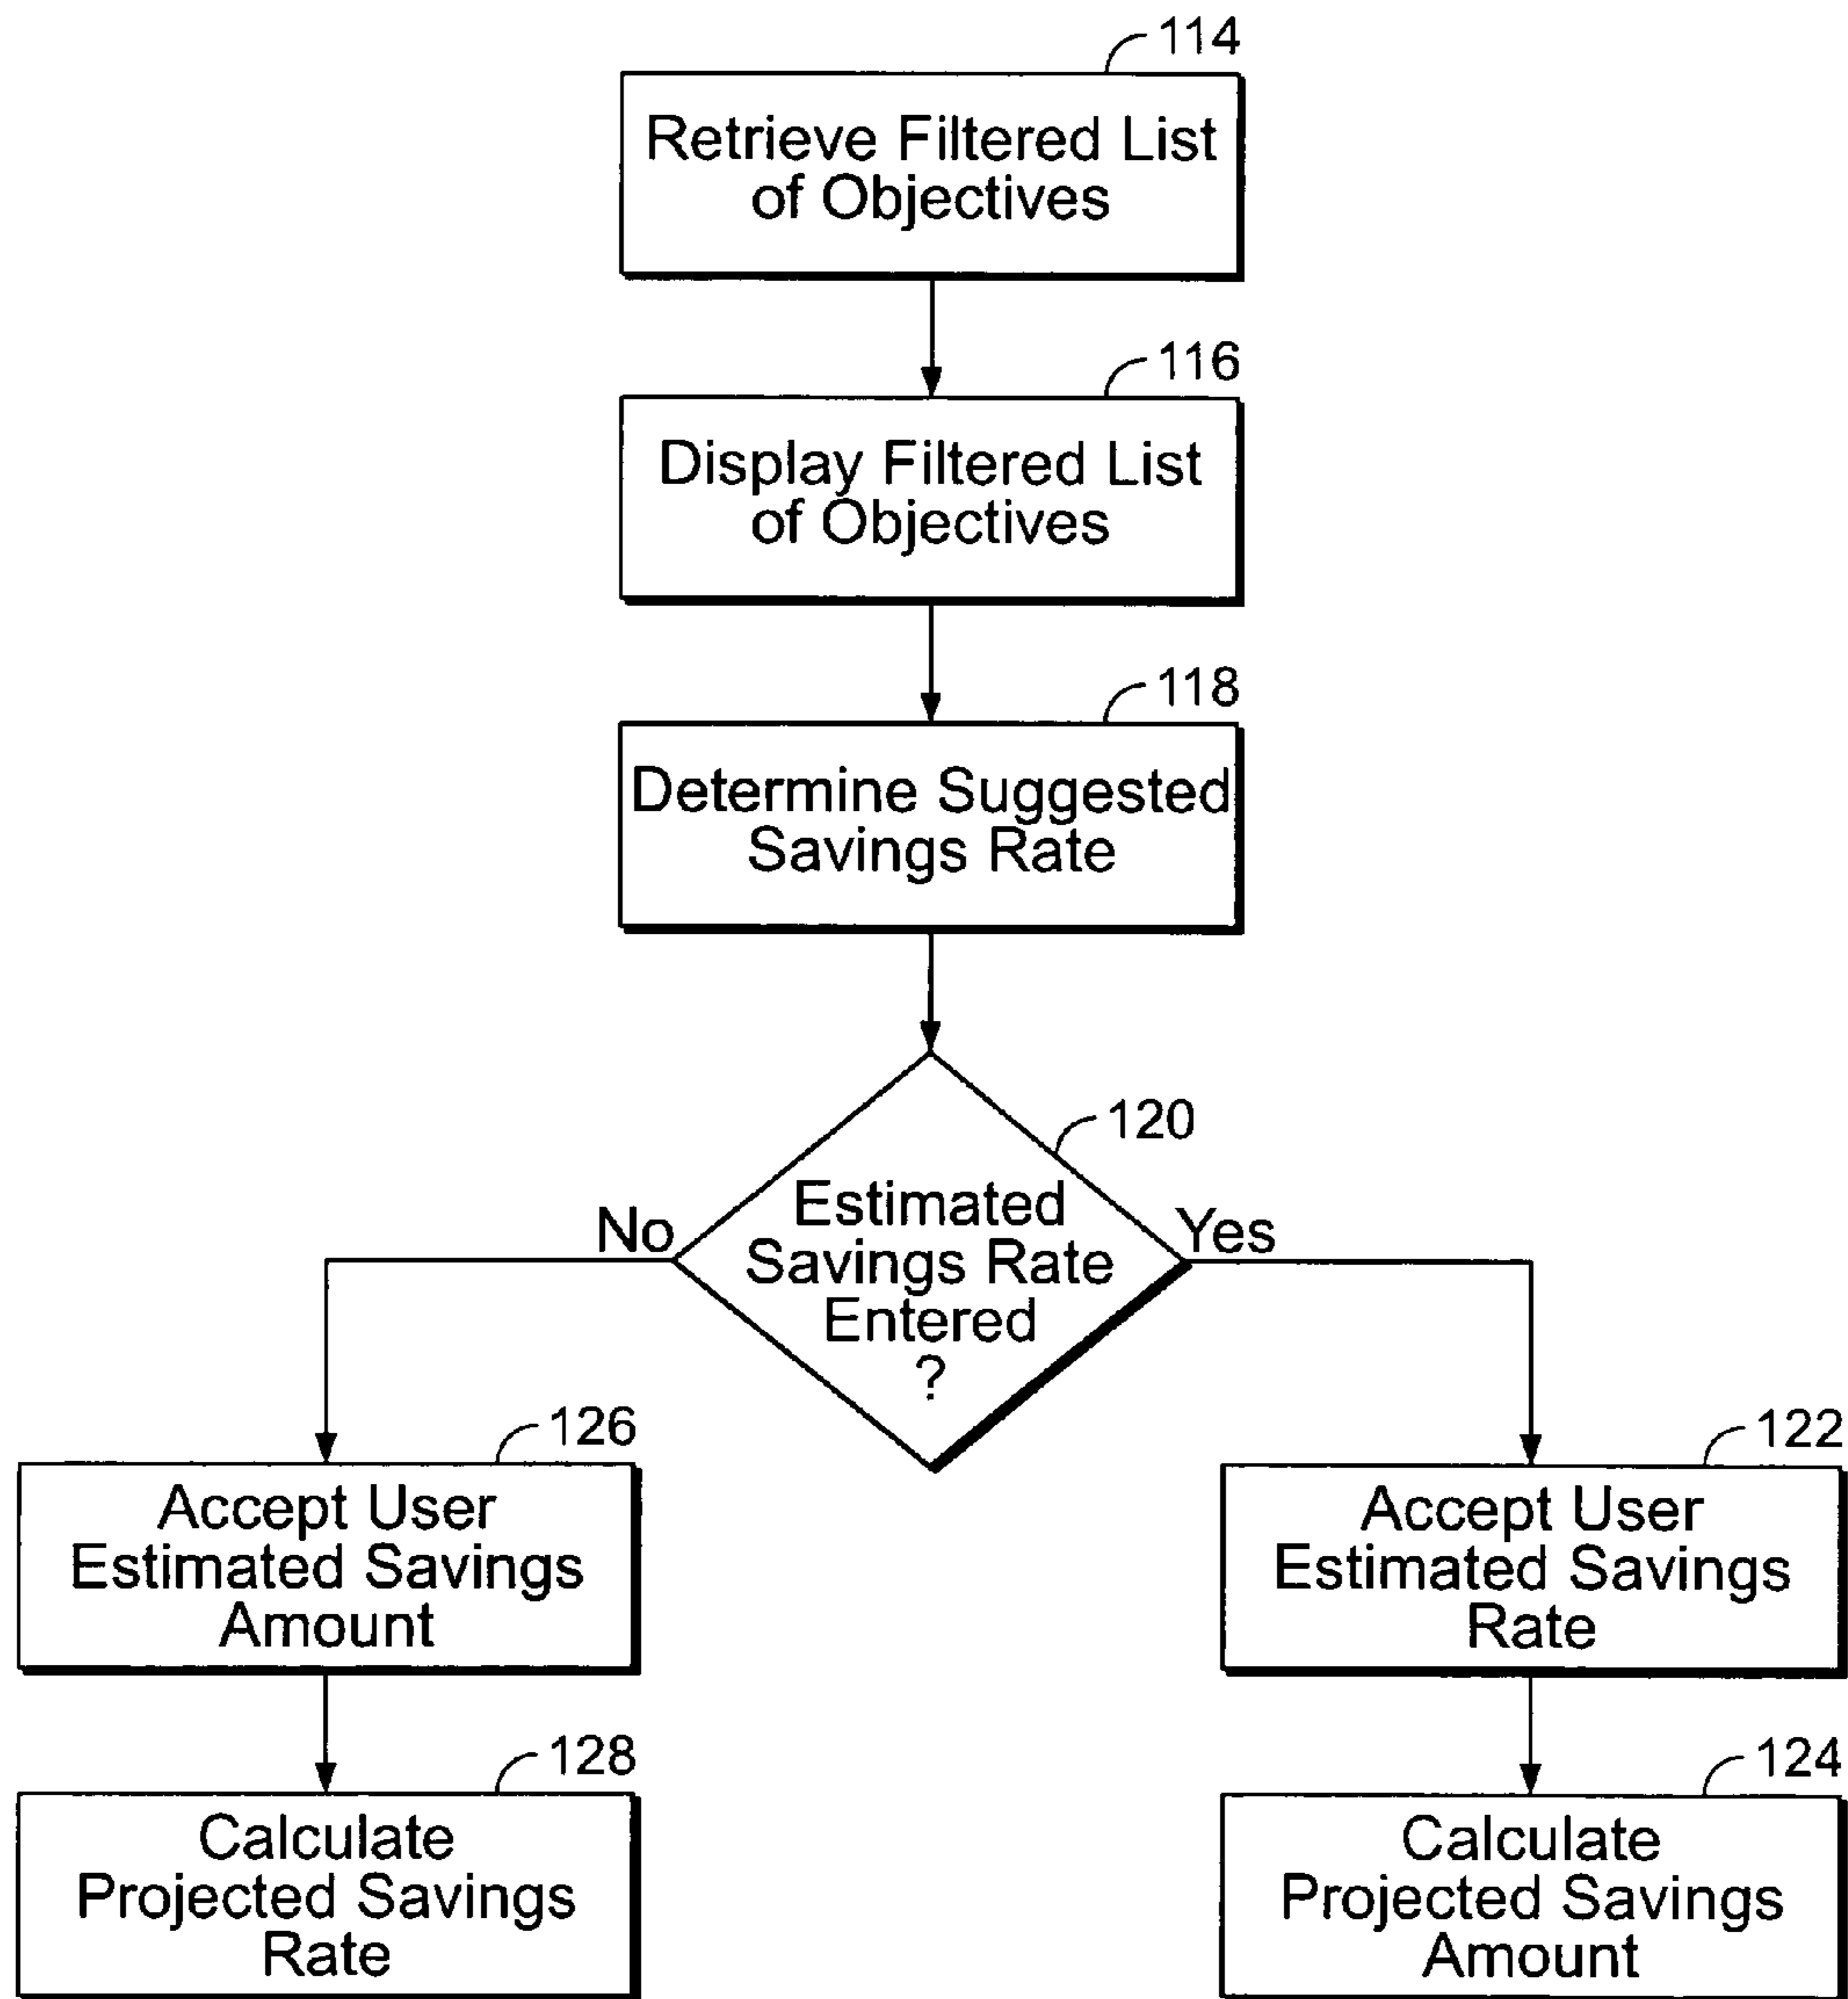 114
Retrieve Filtered List
of Objectives
116
Display Filtered List
of Objectives
118
Determine Suggested
Savings Rate
120
Estimated
Savings Rate
Entered
?
No
Yes
126
Accept User
Estimated Savings
Amount
122
Accept User
Estimated Savings
Rate
128
Calculate
Projected Savings
Rate
124
Calculate
Projected Savings
Amount